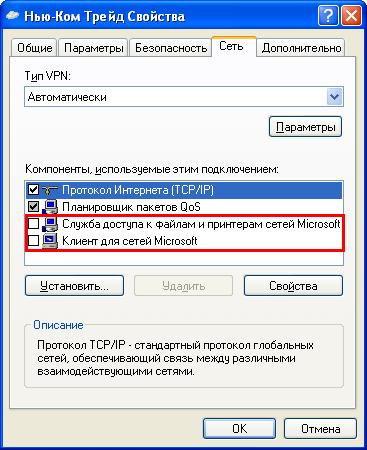 Нью-Ком Трейд Свойства
Общие Параметры Безопасность Сеть Дополнительно
Тип VPN:
Автоматически
Параметры
Компоненты, используемые этим подключением:
Протокол Интернета (TCP/IP)
Планировщик пакетов QoS
Служба доступа к файлам и принтерам сетей Microsoft
Клиент для сетей Microsoft
Установить... Удалить Свойства
Описание
Протокол TCP/IP - стандартный протокол глобальных
сетей, обеспечивающий связь между различными
взаимодействующими сетями.
OK Отмена